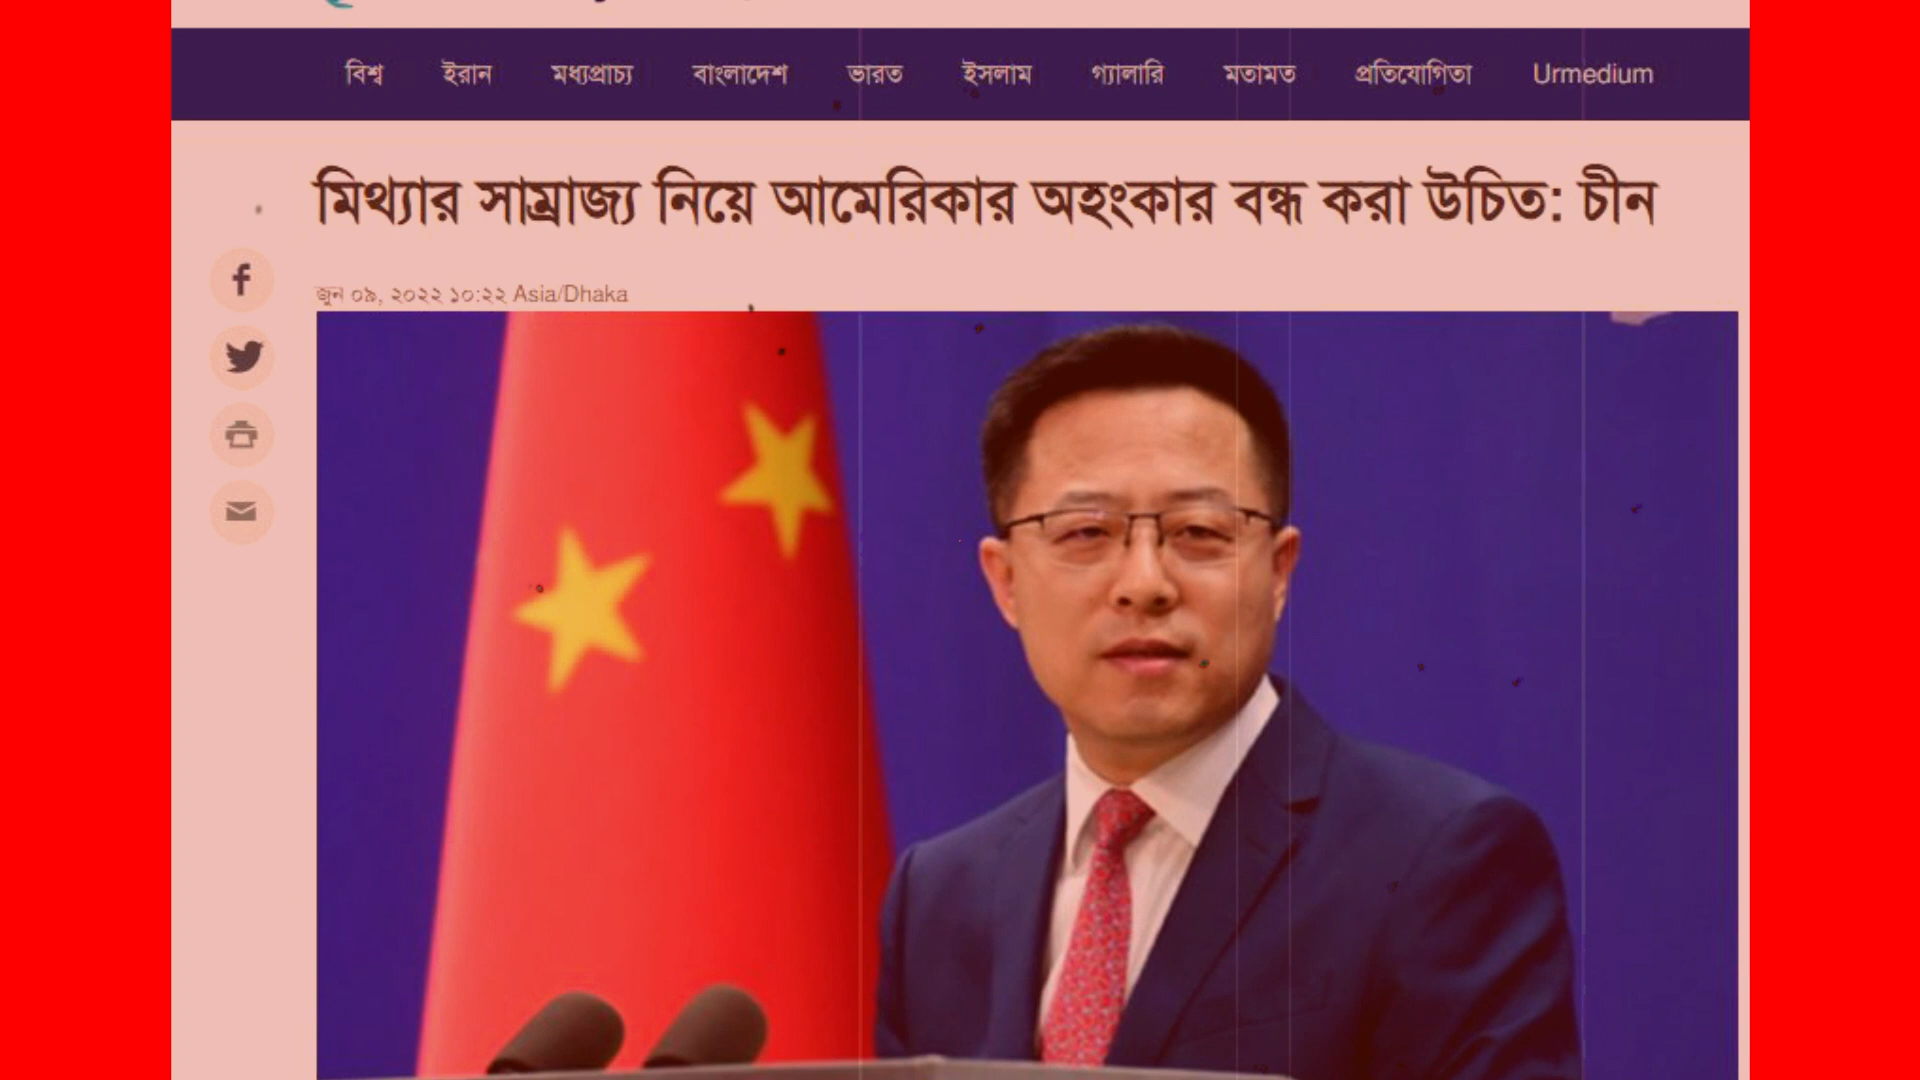 বিশ্ব ইরান মধ্যপ্রাচ্য বাংলাদেশ ভারত ইসলাম গ্যালারি মতামত প্রতিযোগিতা Urmedium
মিথ্যার সাম্রাজ্য নিয়ে আমেরিকার অহংকার বন্ধ করা উচিত: চীন
জুন ০৯, ২০২২ ১০:২২ Asia/Dhaka